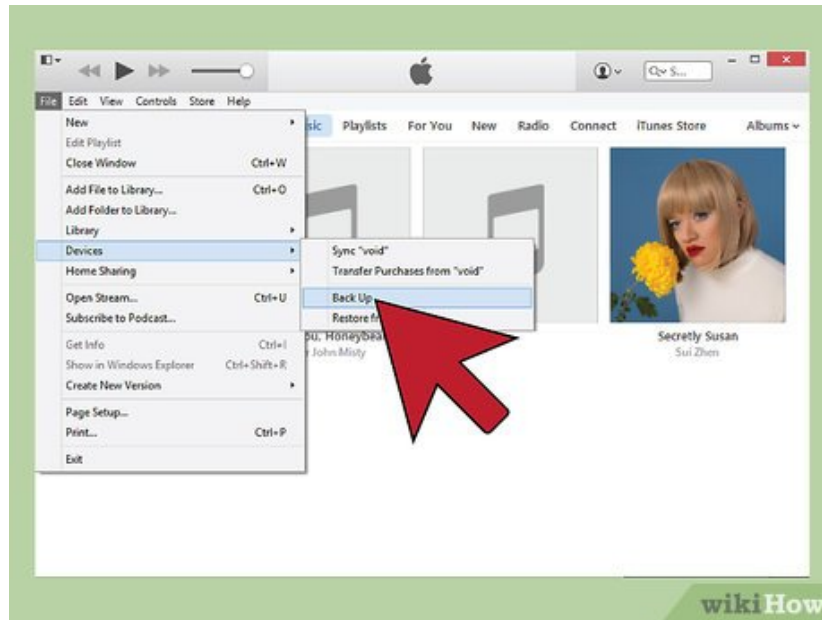 S...
File Edit View Controls Store Help
Music Playlists For You New Radio Connect iTunes Store Albums
New
Edit Playlist
Close Window Ctrl+W
Add File to Library... Ctrl+O
Add Folder to Library...
Library
Devices
Home Sharing
Open Stream... Ctrl+U
Subscribe to Podcast...
Get Info Ctrl+I
Show in Windows Explorer Ctrl+Shift+R
Create New Version
Page Setup...
Print... Ctrl+P
Exit
Sync "void"
Transfer Purchases from "void"
Back Up
Restore
Honeybea
John Misty
Secretly Susan
Sui Zhen
wikiHow